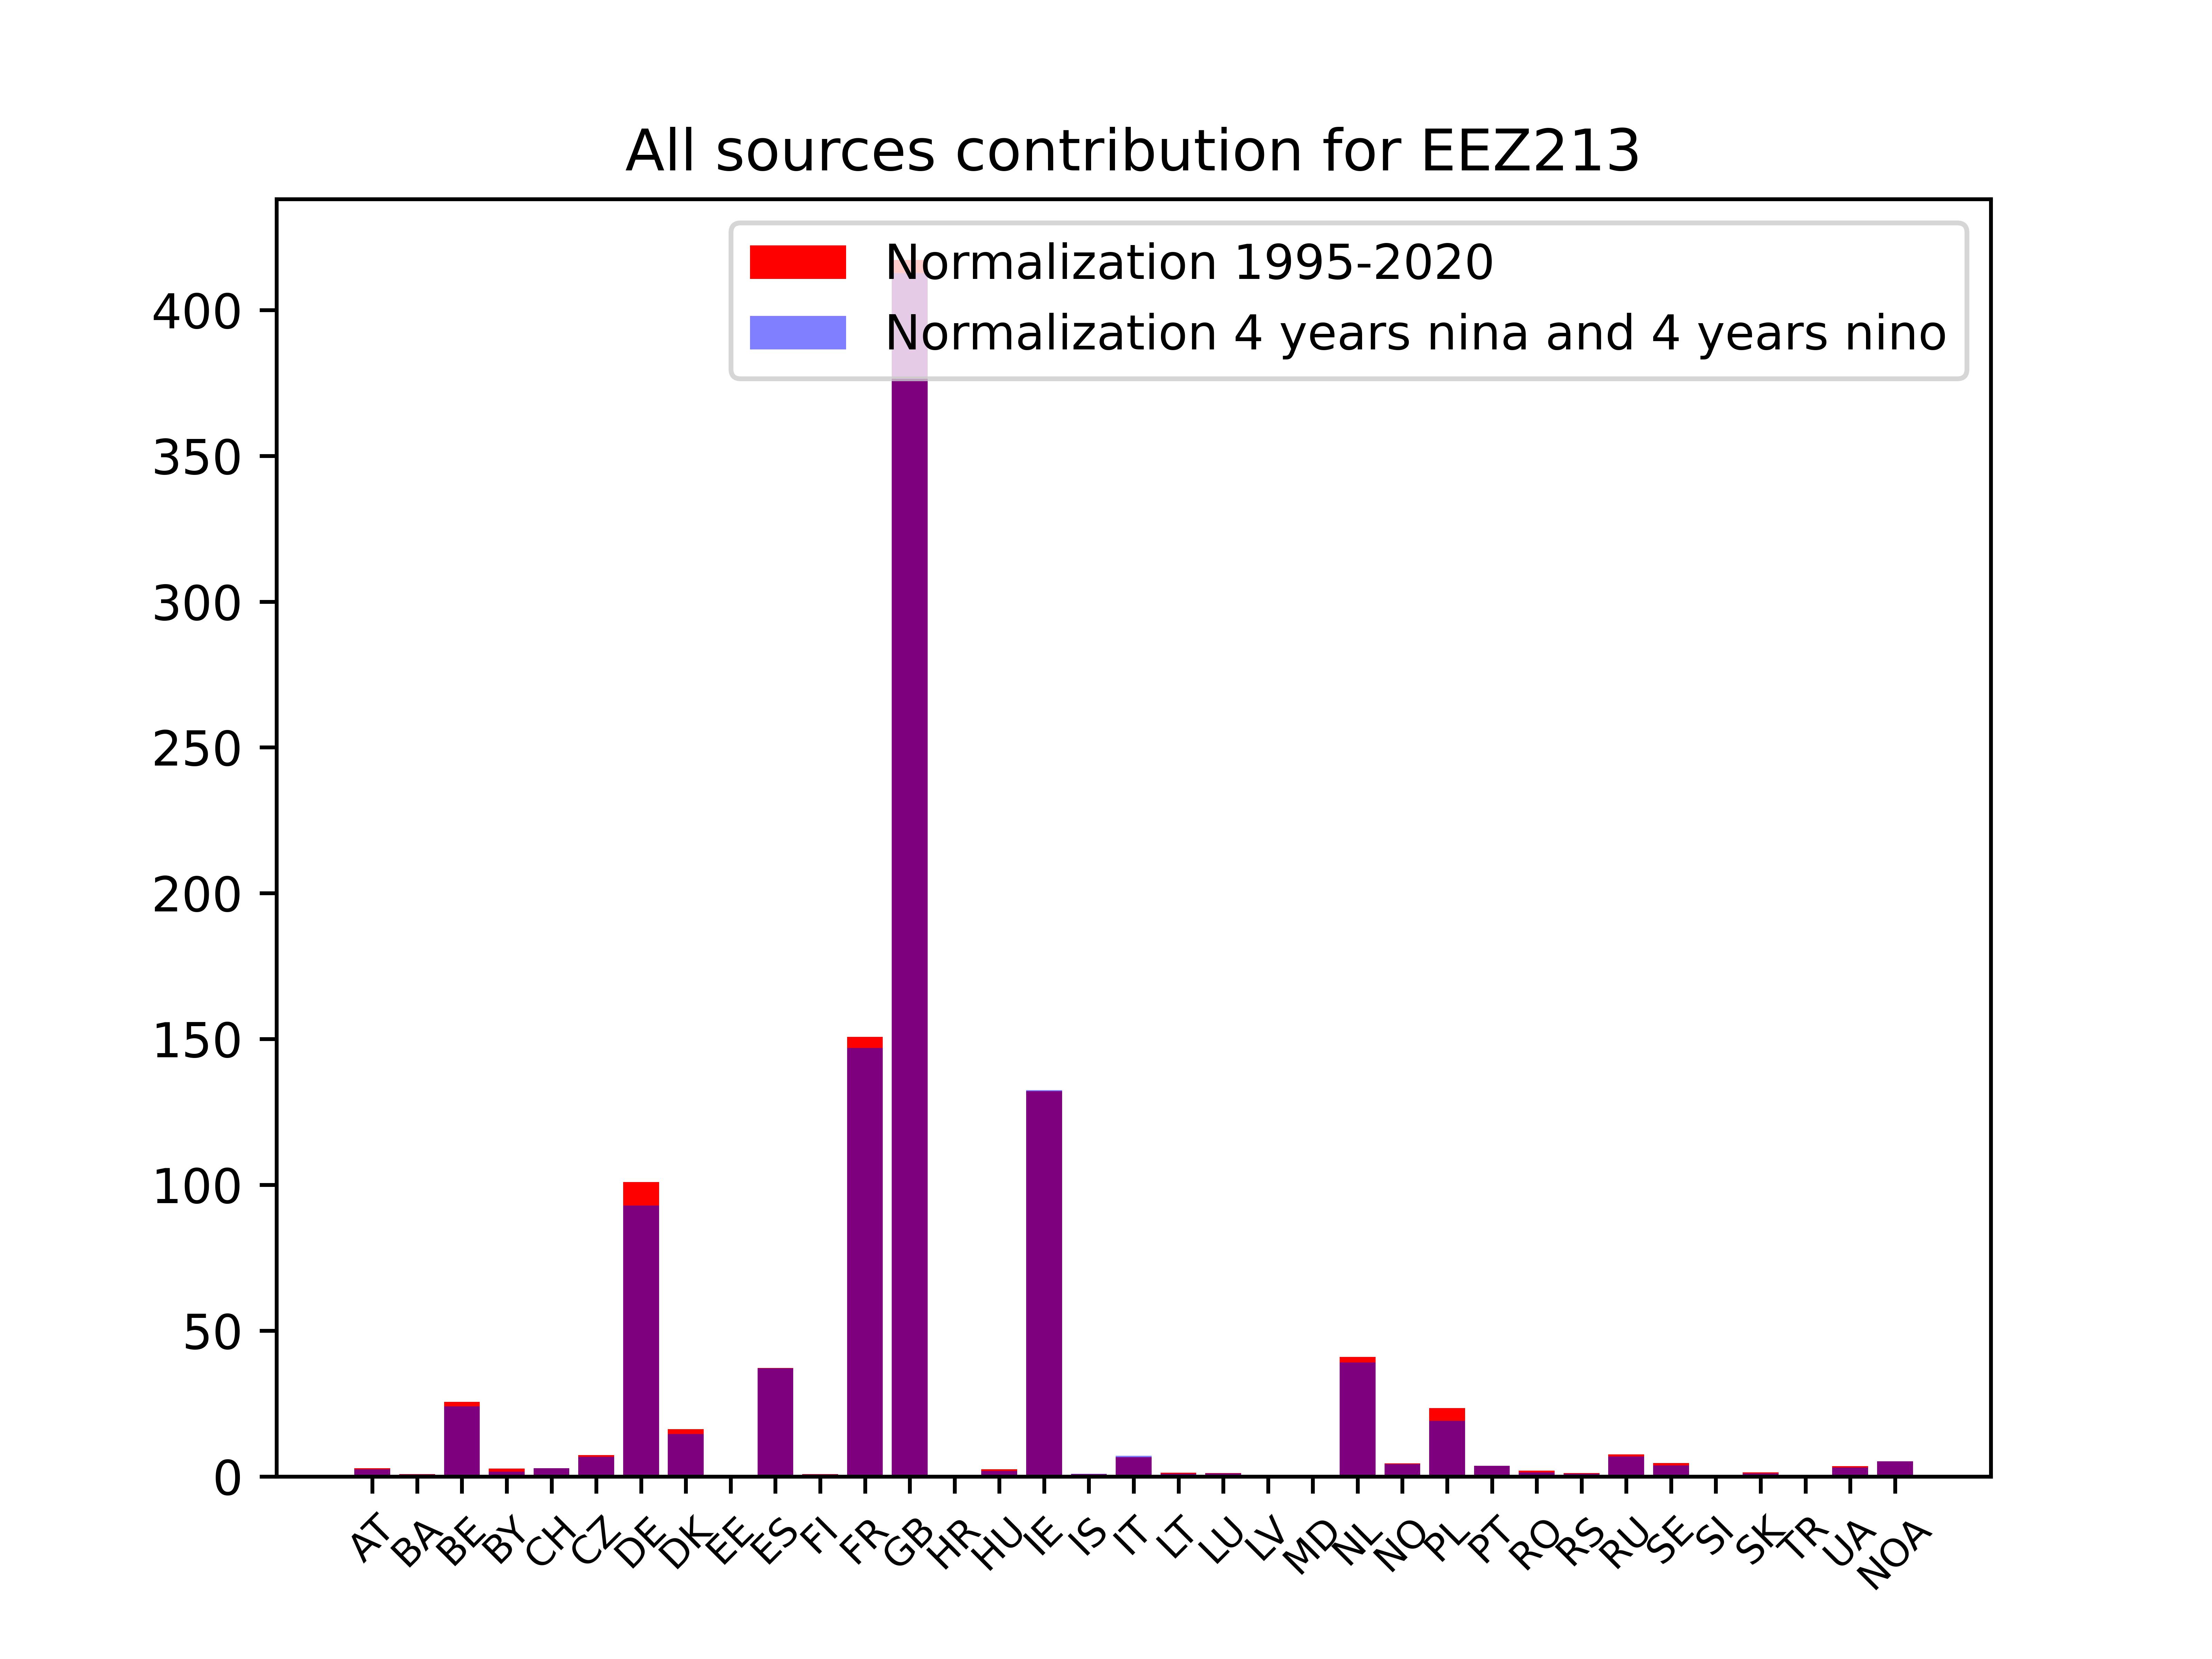 All sources contribution for EEZ213
Normalization 1995-2020
Normalization 4 years nina and 4 years nino
400
350
300
250
200
150
100
50
0
AT BA BE BY CH CZ DE DK EE ES FI FR GB HR HU IE IS IT LT LU LV MD NL NO PL PT RO RS RU SE SI SK TR UA NOA